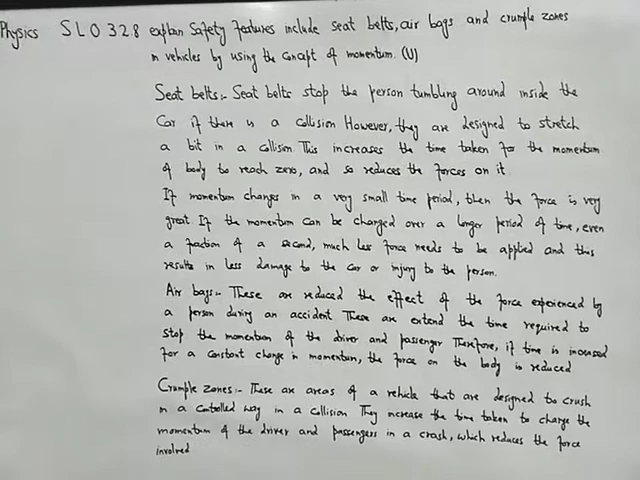 Physics SLO 3.2.8 explain Safety features include seat belts, air bags and crumple zones
in vehicles by using the concept of momentum. (U)
Seat belts:- Seat belts stop the person tumbling around inside the
Car if there is a collision However, they are designed to stretch
a bit in a collision. This increases the time taken for the momentum
of body to reach zero, and so reduces the forces on it
If momentum changes in a very small time period, then the force is very
great. If the momentum can be changed over a longer period of time, even
a fraction of a second, much less force needs to be applied and this
results in less damage to the car or injury to the person.
Air bags:- These are reduced the effect of the force experienced by
a person during an accident These are extend the time required to
stop the momentum of the driver and passenger Therefore, if time is increased
for a constant change in momentum, the force on the body is reduced
Crumple zones:- These are areas of a vehicle that are designed to crush
in a controlled way in a collision They increase the time taken to change the
momentum of the driver and passengers in a crash, which reduces the force
involved